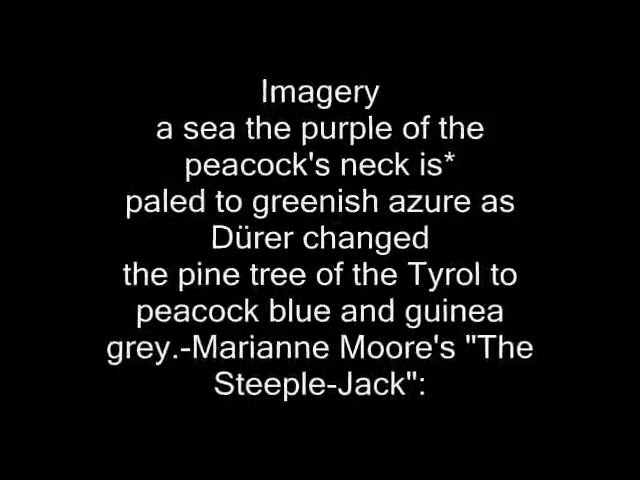 Imagery
a sea the purple of the
peacock's neck is*
paled to greenish azure as
Dürer changed
the pine tree of the Tyrol to
peacock blue and guinea
grey.-Marianne Moore's "The
Steeple-Jack":